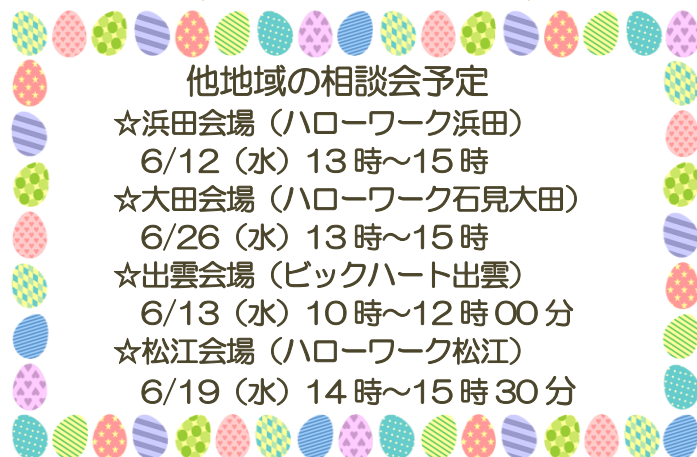 他地域の相談会予定
☆浜田会場（ハローワーク浜田）
6/12（水）13時～15時
☆大田会場（ハローワーク石見大田）
6/26（水）13時～15時
☆出雲会場（ビックハート出雲）
6/13（水）10時～12時00分
☆松江会場（ハローワーク松江）
6/19（水）14時～15時30分